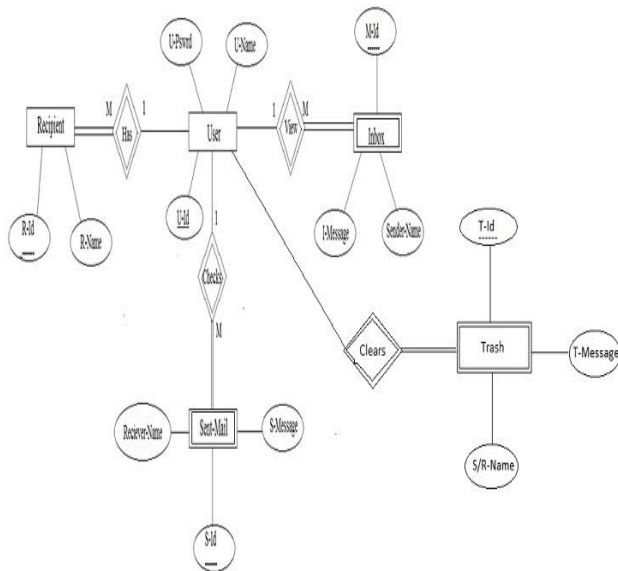 M-Id
U-Pswrd
U-Name
Recipient
M
Has
1
User
1
View
M
Inbox
R-Id
R-Name
U-Id
I-Message
Sender-Name
1
Checks
M
T-Id
Clears
Trash
T-Message
Reciever-Name
Sent-Mail
S-Message
S/R-Name
S-Id